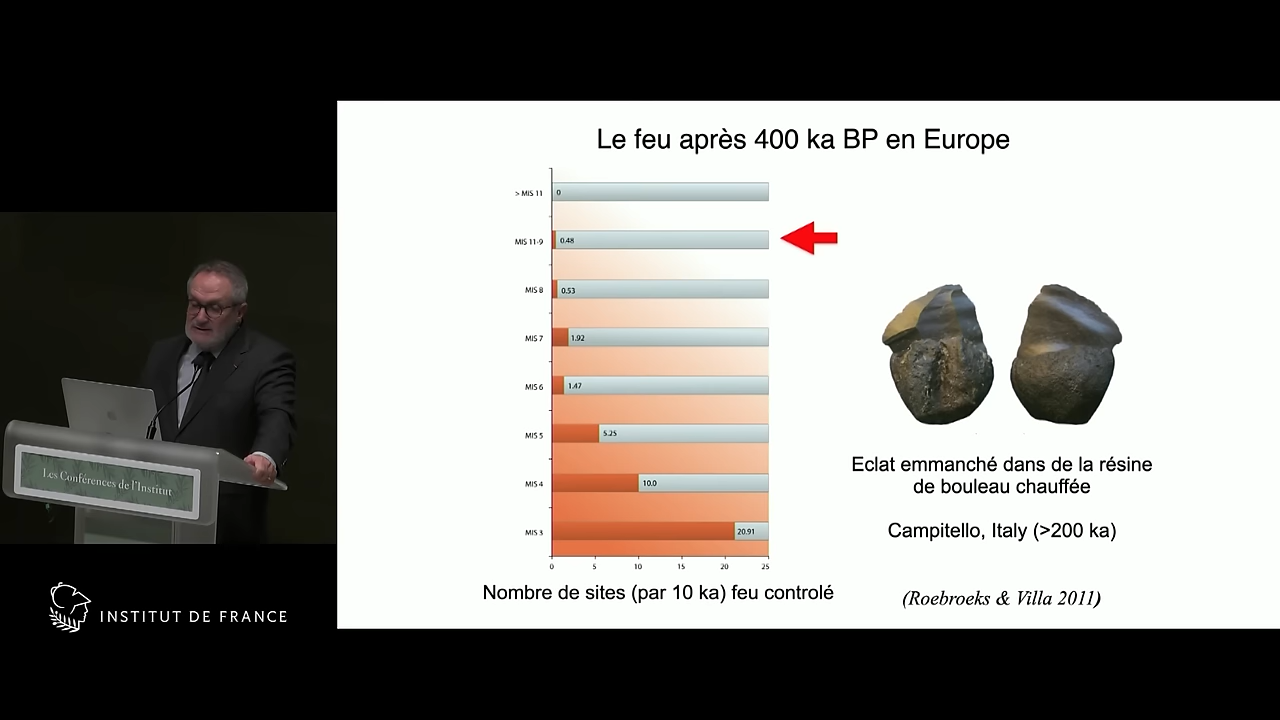 Le feu après 400 ka BP en Europe
> MIS 11
0
MIS 11-9
0.48
MIS 8
0.53
MIS 7
1.92
MIS 6
1.47
MIS 5
5.25
MIS 4
10.0
MIS 3
20.91
0 5 10 15 20 25
Nombre de sites (par 10 ka) feu controlé
Eclat emmanché dans de la résine
de bouleau chauffée
Campitello, Italy (>200 ka)
(Roebroeks & Villa 2011)
Les Conférences de l'Institut
INSTITUT DE FRANCE